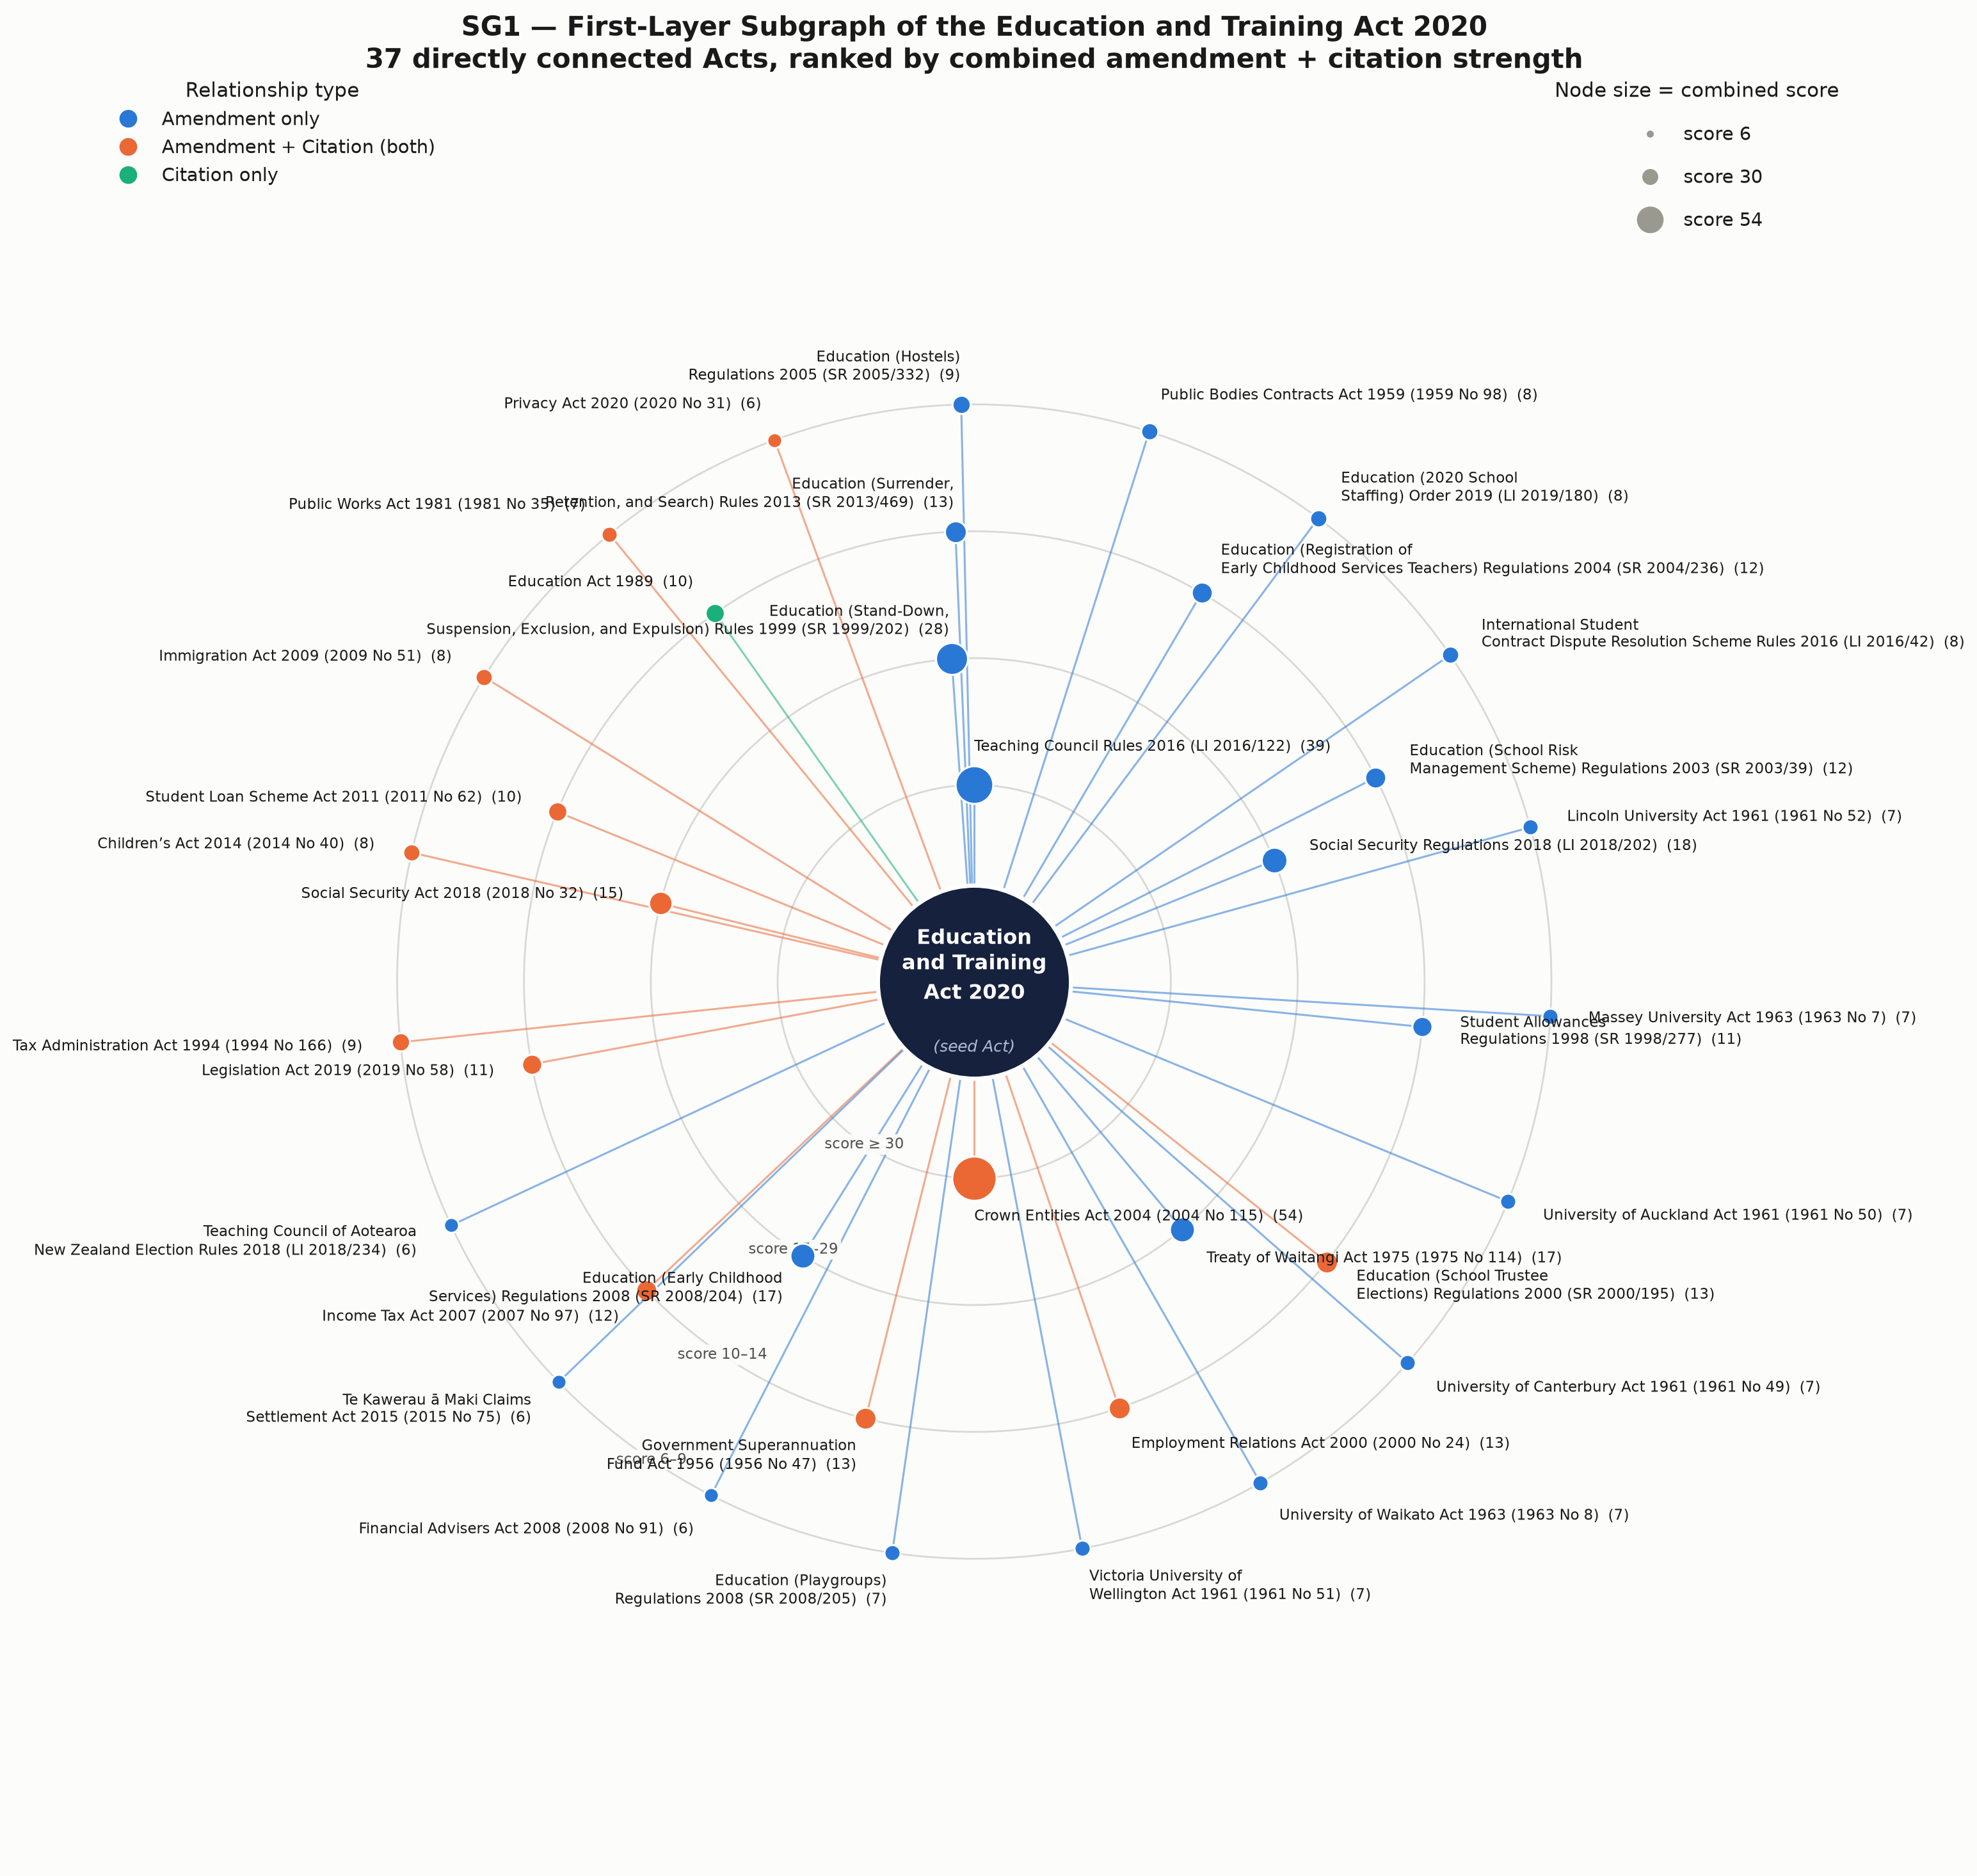 SG1 — First-Layer Subgraph of the Education and Training Act 2020
37 directly connected Acts, ranked by combined amendment + citation strength
Relationship type
Amendment only
Amendment + Citation (both)
Citation only
Node size = combined score
score 6
score 30
score 54
Education (Hostels)
Regulations 2005 (SR 2005/332) (9)
Public Bodies Contracts Act 1959 (1959 No 98) (8)
Privacy Act 2020 (2020 No 31) (6)
Education (2020 School
Staffing) Order 2019 (LI 2019/180) (8)
Education (Surrender,
Retention, and Search) Rules 2013 (SR 2013/469) (13)
Public Works Act 1981 (1981 No 35) (7)
Education (Registration of
Early Childhood Services Teachers) Regulations 2004 (SR 2004/236) (12)
Education Act 1989 (10)
Education (Stand-Down,
Suspension, Exclusion, and Expulsion) Rules 1999 (SR 1999/202) (28)
International Student
Contract Dispute Resolution Scheme Rules 2016 (LI 2016/42) (8)
Immigration Act 2009 (2009 No 51) (8)
Teaching Council Rules 2016 (LI 2016/122) (39)
Education (School Risk
Management Scheme) Regulations 2003 (SR 2003/39) (12)
Student Loan Scheme Act 2011 (2011 No 62) (10)
Lincoln University Act 1961 (1961 No 52) (7)
Children’s Act 2014 (2014 No 40) (8)
Social Security Regulations 2018 (LI 2018/202) (18)
Social Security Act 2018 (2018 No 32) (15)
Education
and Training
Act 2020
(seed Act)
Massey University Act 1963 (1963 No 7) (7)
Student Allowances
Regulations 1998 (SR 1998/277) (11)
Tax Administration Act 1994 (1994 No 166) (9)
Legislation Act 2019 (2019 No 58) (11)
score ≥ 30
Crown Entities Act 2004 (2004 No 115) (54)
University of Auckland Act 1961 (1961 No 50) (7)
Teaching Council of Aotearoa
New Zealand Election Rules 2018 (LI 2018/234) (6)
score -29
Treaty of Waitangi Act 1975 (1975 No 114) (17)
Education (School Trustee
Elections) Regulations 2000 (SR 2000/195) (13)
Education (Early Childhood
Services) Regulations 2008 (SR 2008/204) (17)
Income Tax Act 2007 (2007 No 97) (12)
score 10–14
University of Canterbury Act 1961 (1961 No 49) (7)
Te Kawerau ā Maki Claims
Settlement Act 2015 (2015 No 75) (6)
Employment Relations Act 2000 (2000 No 24) (13)
Government Superannuation
Fund Act 1956 (1956 No 47) (13)
score 6–9
University of Waikato Act 1963 (1963 No 8) (7)
Financial Advisers Act 2008 (2008 No 91) (6)
Education (Playgroups)
Regulations 2008 (SR 2008/205) (7)
Victoria University of
Wellington Act 1961 (1961 No 51) (7)